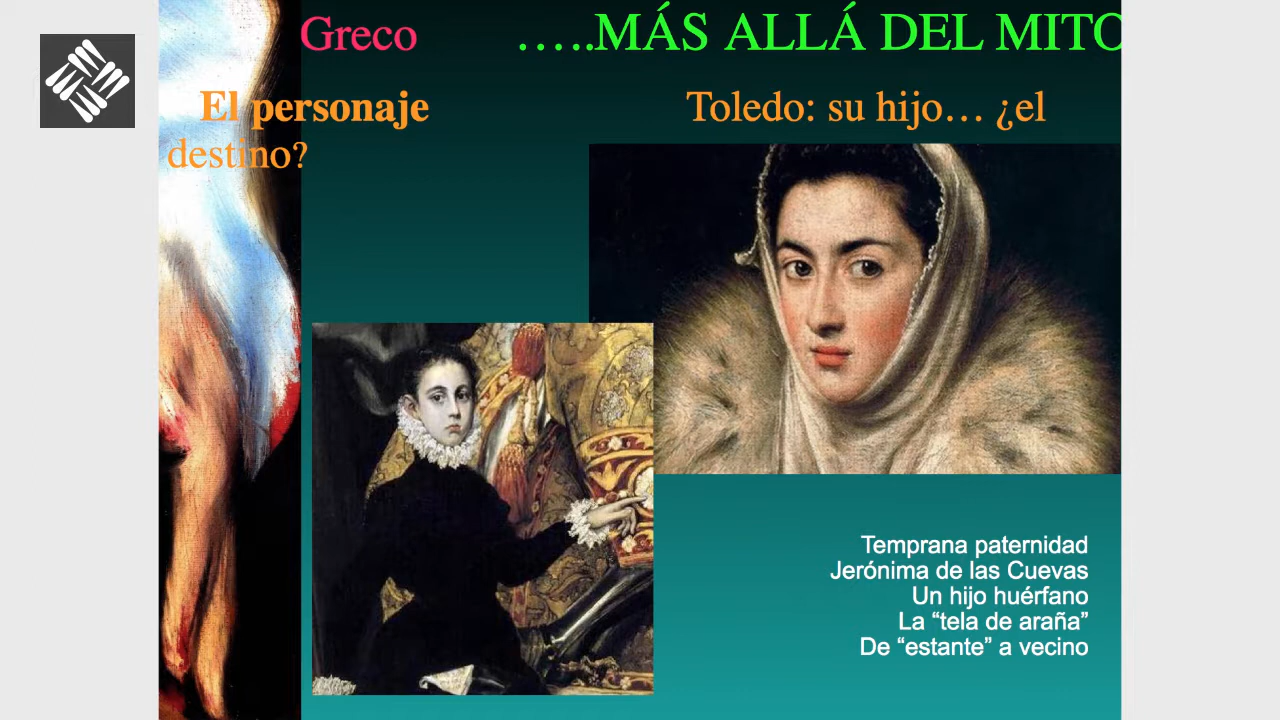 Greco …..MÁS ALLÁ DEL MITO
El personaje Toledo: su hijo… ¿el
destino?
Temprana paternidad
Jerónima de las Cuevas
Un hijo huérfano
La “tela de araña”
De “estante” a vecino